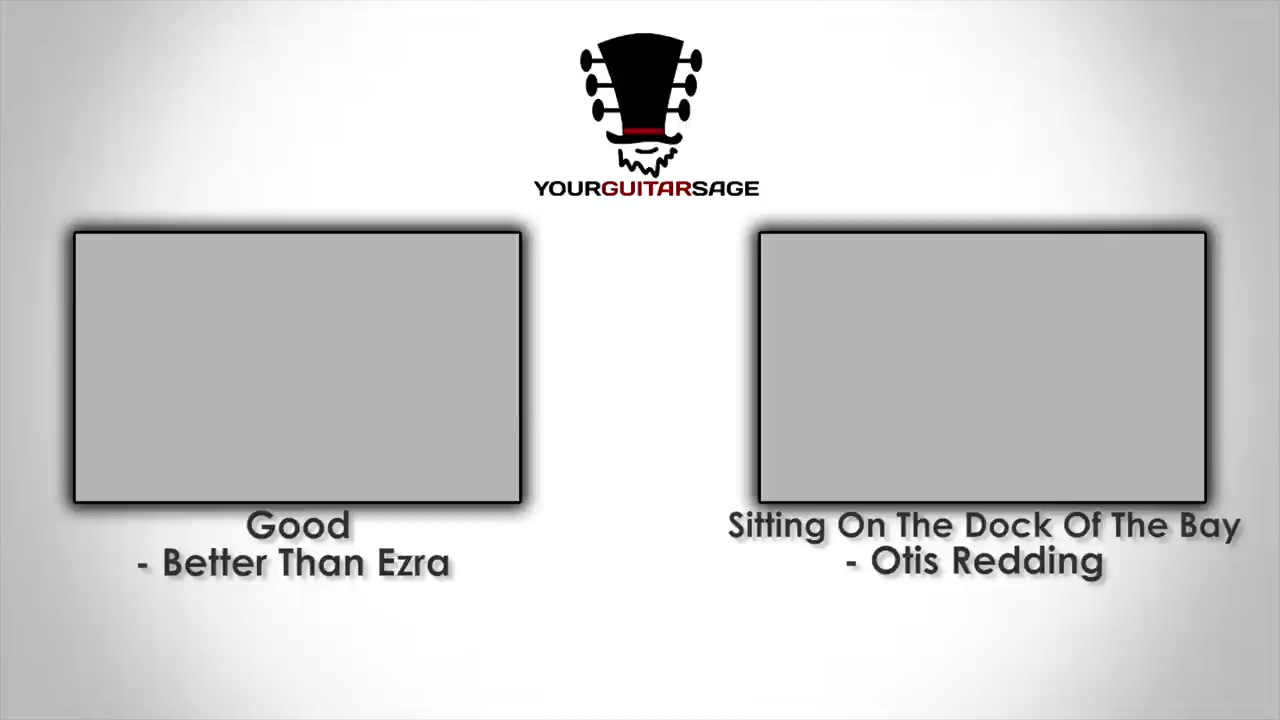 YOURGUITARSAGE
Good
- Better Than Ezra
Sitting On The Dock Of The Bay
- Otis Redding